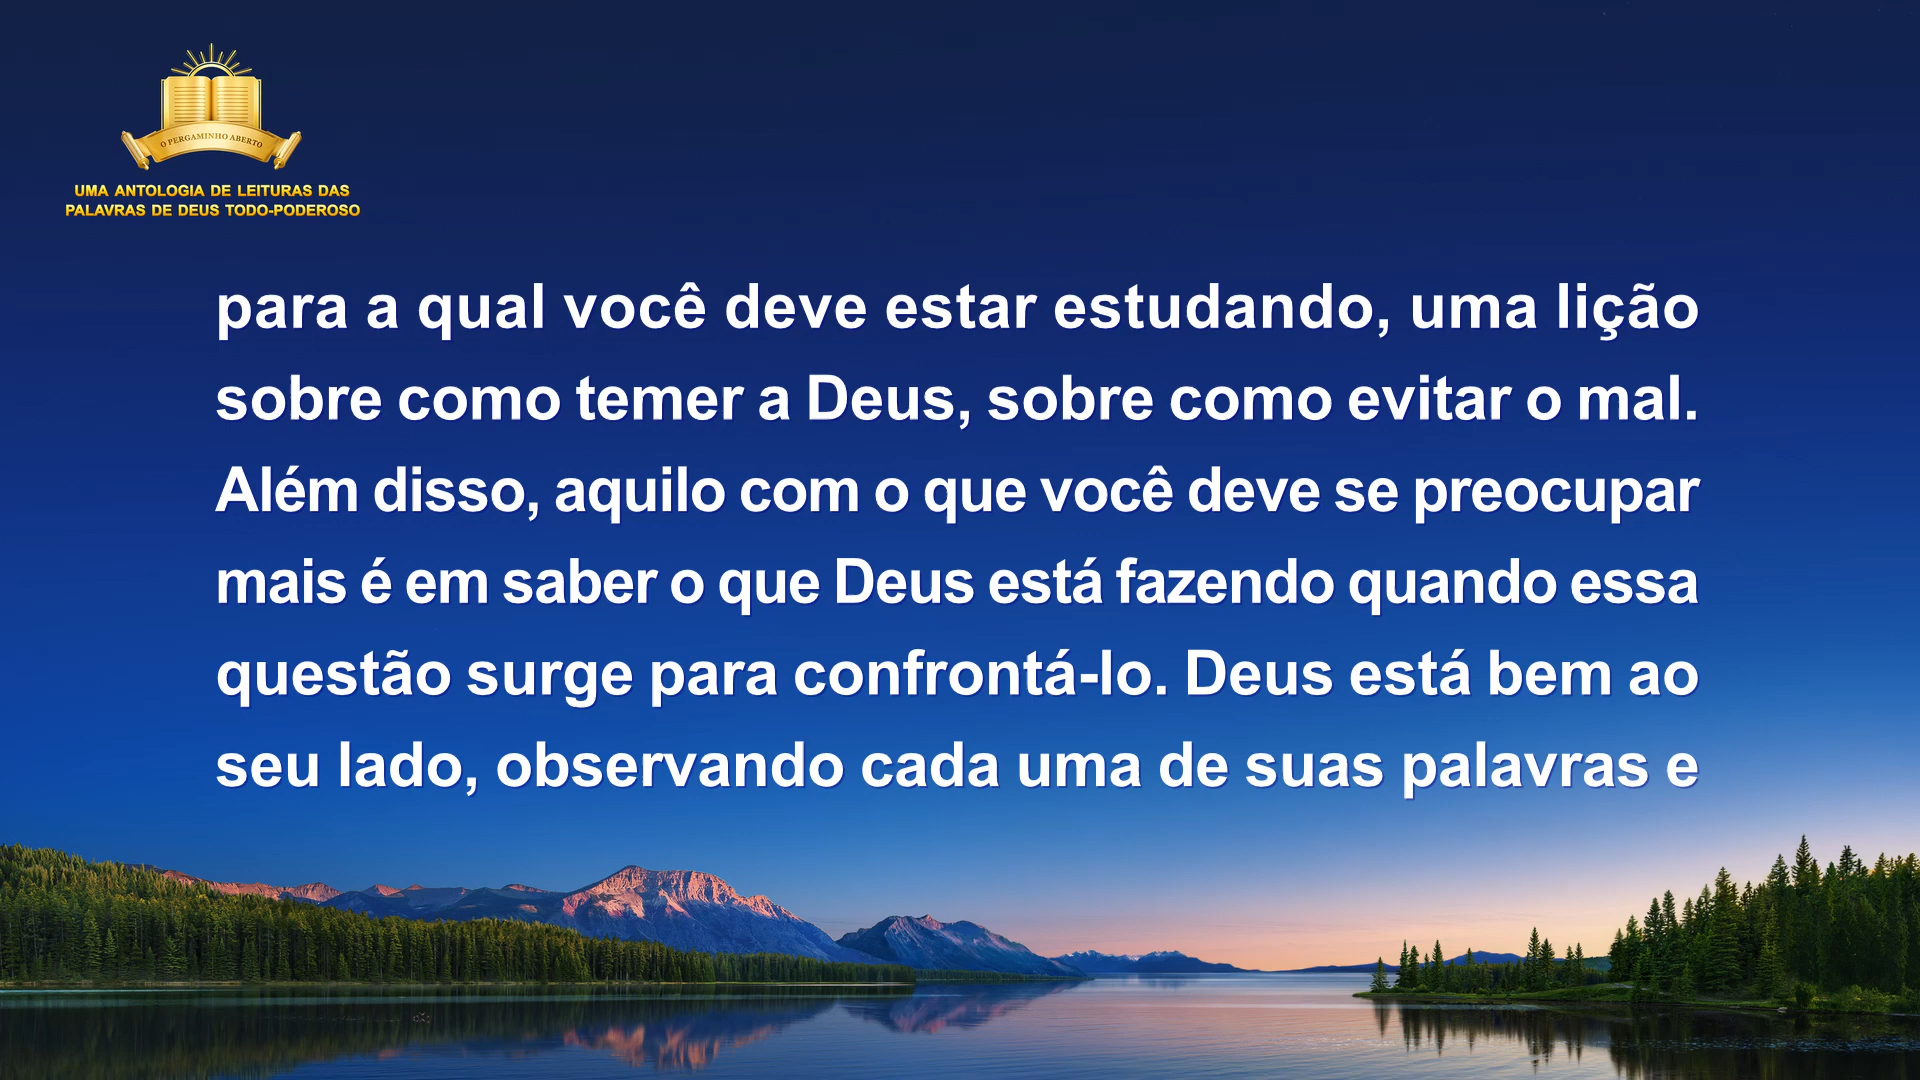 O PERGAMINHO ABERTO
UMA ANTOLOGIA DE LEITURAS DAS
PALAVRAS DE DEUS TODO-PODEROSO
para a qual você deve estar estudando, uma lição
sobre como temer a Deus, sobre como evitar o mal.
Além disso, aquilo com o que você deve se preocupar
mais é em saber o que Deus está fazendo quando essa
questão surge para confrontá-lo. Deus está bem ao
seu lado, observando cada uma de suas palavras e